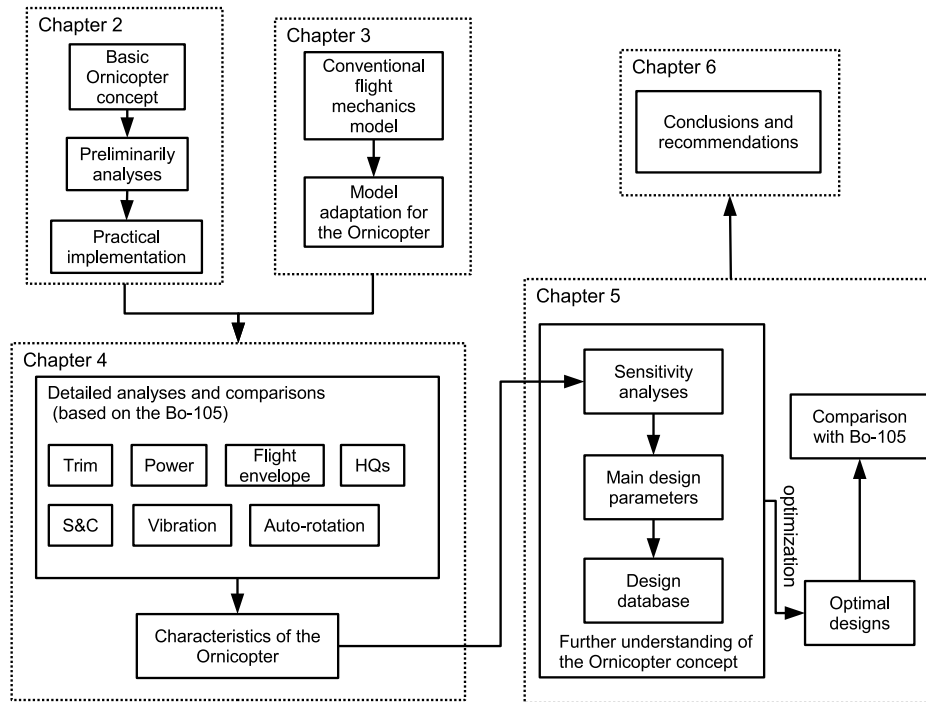 Chapter 2
Basic
Ornicopter
concept
Preliminarily
analyses
Practical
implementation
Chapter 3
Conventional
flight
mechanics
model
Model
adaptation for
the Ornicopter
Chapter 6
Conclusions and
recommendations
Chapter 4
Detailed analyses and comparisons
(based on the Bo-105)
Trim
Power
Flight
envelope
HQs
S&C
Vibration
Auto-rotation
Characteristics of the
Ornicopter
Chapter 5
Sensitivity
analyses
Main design
parameters
Design
database
Further understanding of
the Ornicopter concept
optimization
Optimal
designs
Comparison
with Bo-105